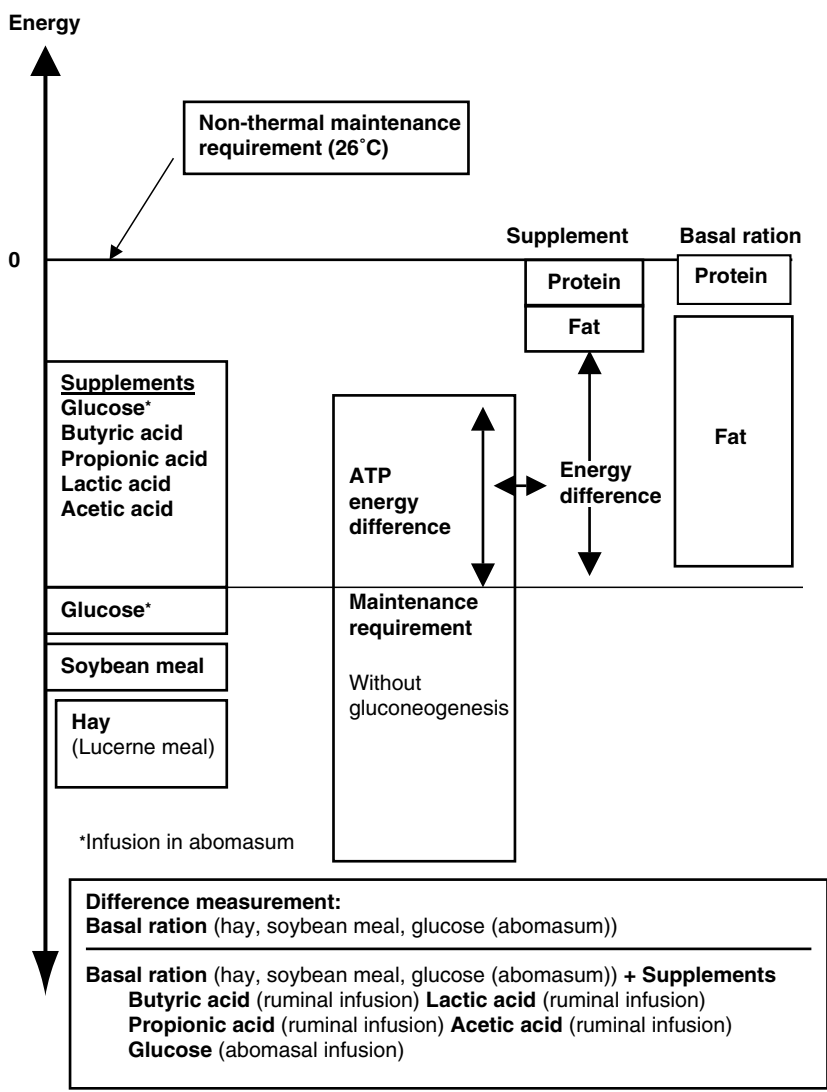 Energy
Non-thermal maintenance
requirement (26˚C)
Supplement
Basal ration
0
Protein
Protein
Fat
Supplements
Glucose*
Butyric acid
Propionic acid
Lactic acid
Acetic acid
ATP
energy
difference
Energy
difference
Fat
Glucose*
Maintenance
requirement
Soybean meal
Without
gluconeogenesis
Hay
(Lucerne meal)
*Infusion in abomasum
Difference measurement:
Basal ration (hay, soybean meal, glucose (abomasum))
Basal ration (hay, soybean meal, glucose (abomasum)) + Supplements
Butyric acid (ruminal infusion) Lactic acid (ruminal infusion)
Propionic acid (ruminal infusion) Acetic acid (ruminal infusion)
Glucose (abomasal infusion)